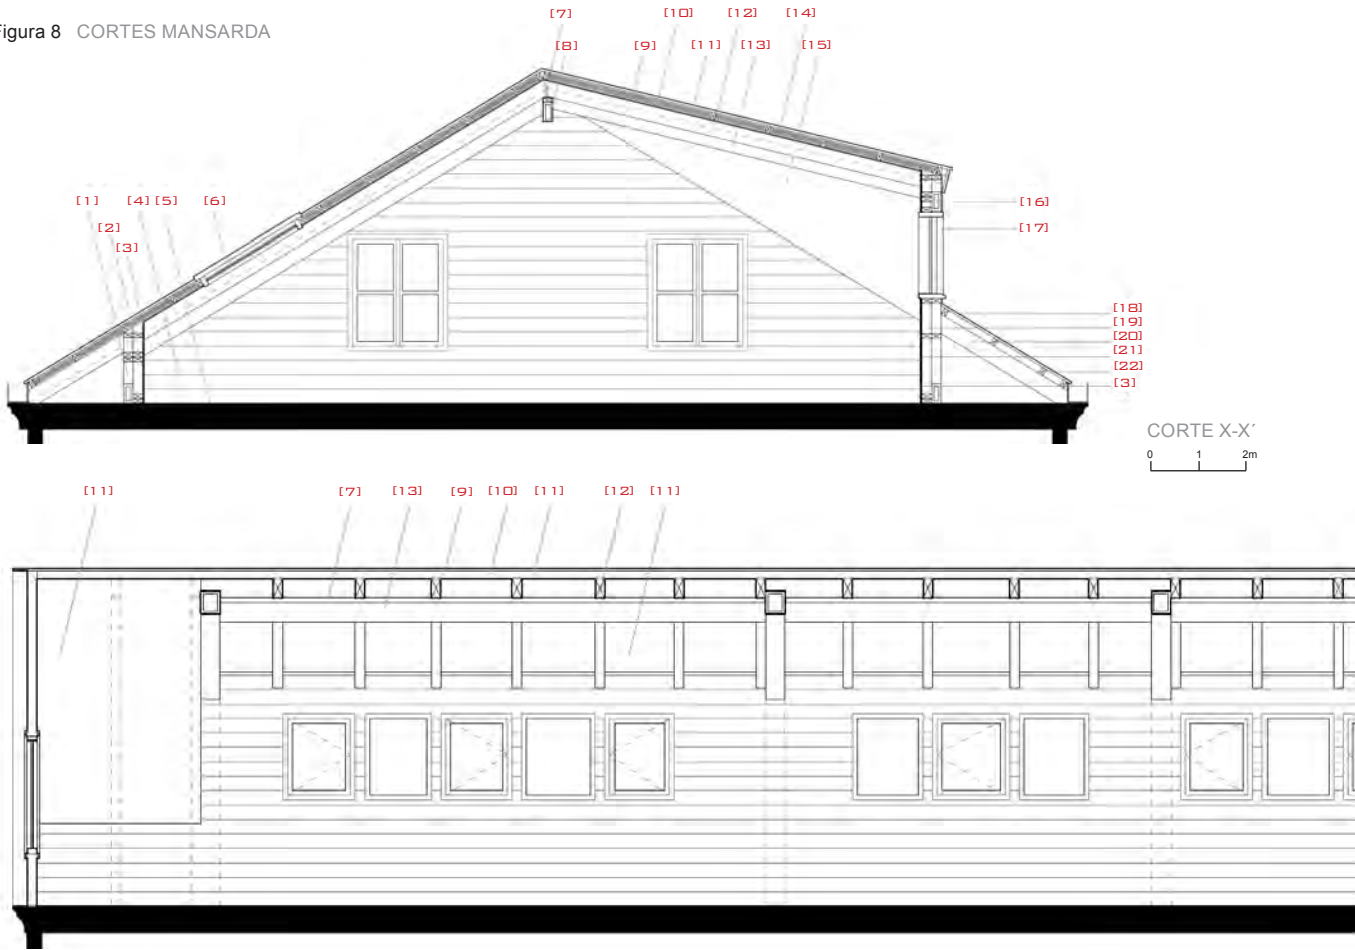 igura 8 CORTES MANSARDA
[7] [10] [12] [14]
[8] [9] [11] [13] [15]
[1] [4] [5] [6]
[2]
[3]
[16]
[17]
[18]
[19]
[20]
[21]
[22]
[3]
CORTE X-X´
0 1 2m
[11] [7] [13] [9] [10] [11] [12] [11]